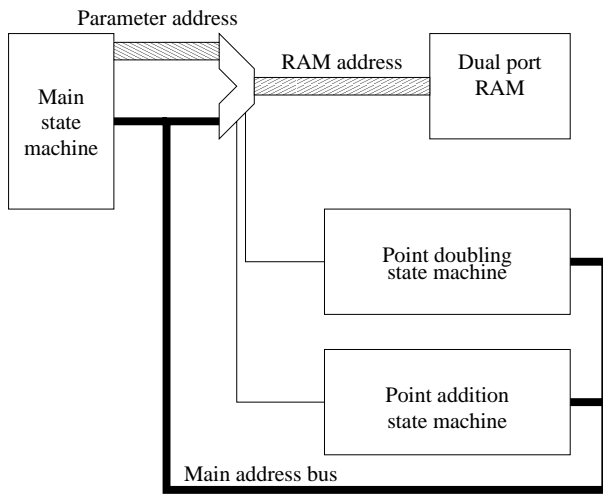 Parameter address
Main
state
machine
RAM address
Dual port
RAM
Point doubling
state machine
Point addition
state machine
Main address bus